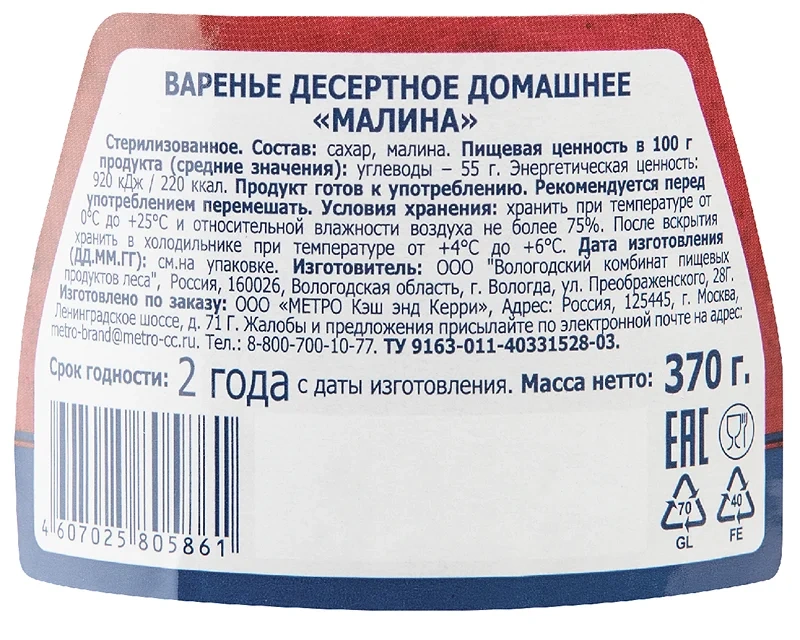 ВАРЕНЬЕ ДЕСЕРТНОЕ ДОМАШНЕЕ
«МАЛИНА»
Стерилизованное. Состав: сахар, малина. Пищевая ценность в 100 г
продукта (средние значения): углеводы – 55 г. Энергетическая ценность:
920 кДж / 220 ккал. Продукт готов к употреблению. Рекомендуется перед
употреблением перемешать. Условия хранения: хранить при температуре от
0°С до +25°С и относительной влажности воздуха не более 75%. После вскрытия
хранить в холодильнике при температуре от +4°С до +6°С. Дата изготовления
(ДД.ММ.ГГ): см.на упаковке. Изготовитель: ООО "Вологодский комбинат пищевых
продуктов леса", Россия, 160026, Вологодская область, г. Вологда, ул. Преображенского, 28г.
Изготовлено по заказу: ООО «МЕТРО Кэш энд Керри», Адрес: Россия, 125445, г. Москва,
Ленинградское шоссе, д. 71 Г. Жалобы и предложения присылайте по электронной почте на адрес:
metro-brand@metro-cc.ru. Тел.: 8-800-700-10-77. ТУ 9163-011-40331528-03.
Срок годности: 2 года с даты изготовления. Масса нетто: 370 г.
EAC
4 607025 805861
70
GL
40
FE